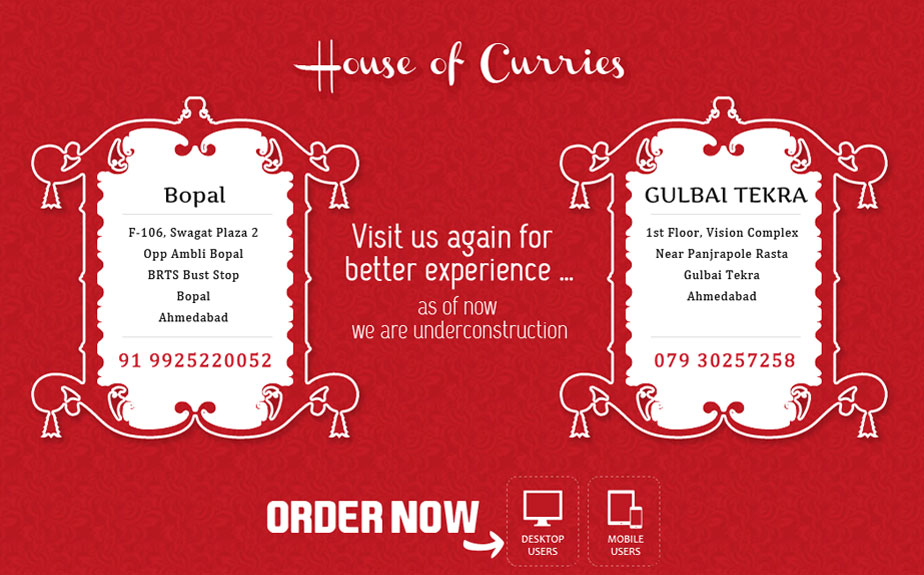 House of Curries
Bopal
F-106, Swagat Plaza 2
Opp Ambli Bopal
BRTS Bust Stop
Bopal
Ahmedabad
91 9925220052
Visit us again for
better experience ...
as of now
we are underconstruction
GULBAI TEKRA
1st Floor, Vision Complex
Near Panjrapole Rasta
Gulbai Tekra
Ahmedabad
079 30257258
ORDER NOW
DESKTOP
USERS
MOBILE
USERS